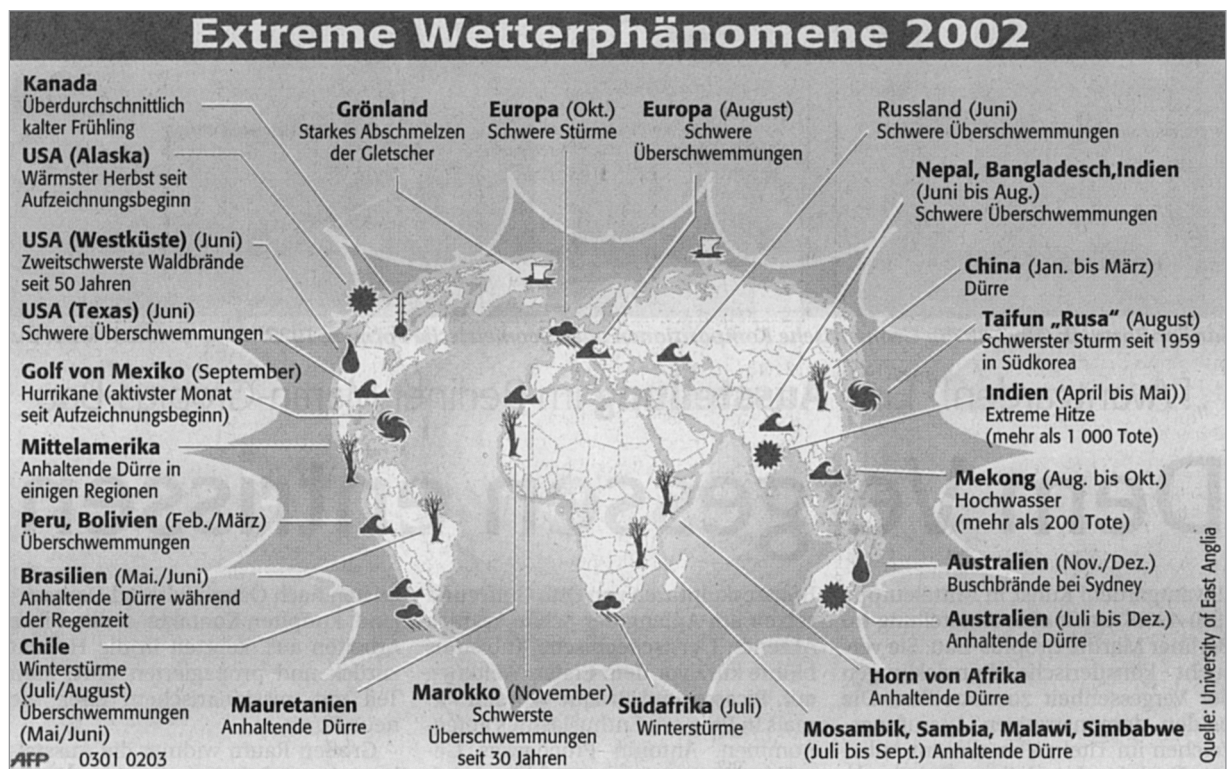 Extreme Wetterphänomene 2002
Kanada
Überdurchschnittlich
kalter Frühling
USA (Alaska)
Wärmster Herbst seit
Aufzeichnungsbeginn
USA (Westküste) (Juni)
Zweitschwerste Waldbrände
seit 50 Jahren
USA (Texas) (Juni)
Schwere Überschwemmungen
Golf von Mexiko (September)
Hurrikane (aktivster Monat
seit Aufzeichnungsbeginn)
Mittelamerika
Anhaltende Dürre in
einigen Regionen
Peru, Bolivien (Feb./März)
Überschwemmungen
Brasilien (Mai./Juni)
Anhaltende Dürre während
der Regenzeit
Chile
Winterstürme
(Juli/August)
Überschwemmungen
(Mai/Juni)
Grönland
Starkes Abschmelzen
der Gletscher
Europa (Okt.)
Schwere Stürme
Europa (August)
Schwere
Überschwemmungen
Russland (Juni)
Schwere Überschwemmungen
Nepal, Bangladesch,Indien
(Juni bis Aug.)
Schwere Überschwemmungen
China (Jan. bis März)
Dürre
Taifun „Rusa“ (August)
Schwerster Sturm seit 1959
in Südkorea
Indien (April bis Mai))
Extreme Hitze
(mehr als 1 000 Tote)
Mekong (Aug. bis Okt.)
Hochwasser
(mehr als 200 Tote)
Australien (Nov./Dez.)
Buschbrände bei Sydney
Australien (Juli bis Dez.)
Anhaltende Dürre
Horn von Afrika
Anhaltende Dürre
Mosambik, Sambia, Malawi, Simbabwe
(Juli bis Sept.) Anhaltende Dürre
Mauretanien
Anhaltende Dürre
Marokko (November)
Schwerste
Überschwemmungen
seit 30 Jahren
Südafrika (Juli)
Winterstürme
AFP 0301 0203
Quelle: University of East Anglia